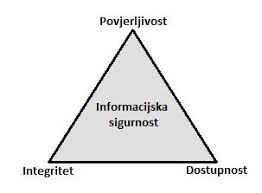 Povjerljivost
Informacijska
sigurnost
Integritet
Dostupnost